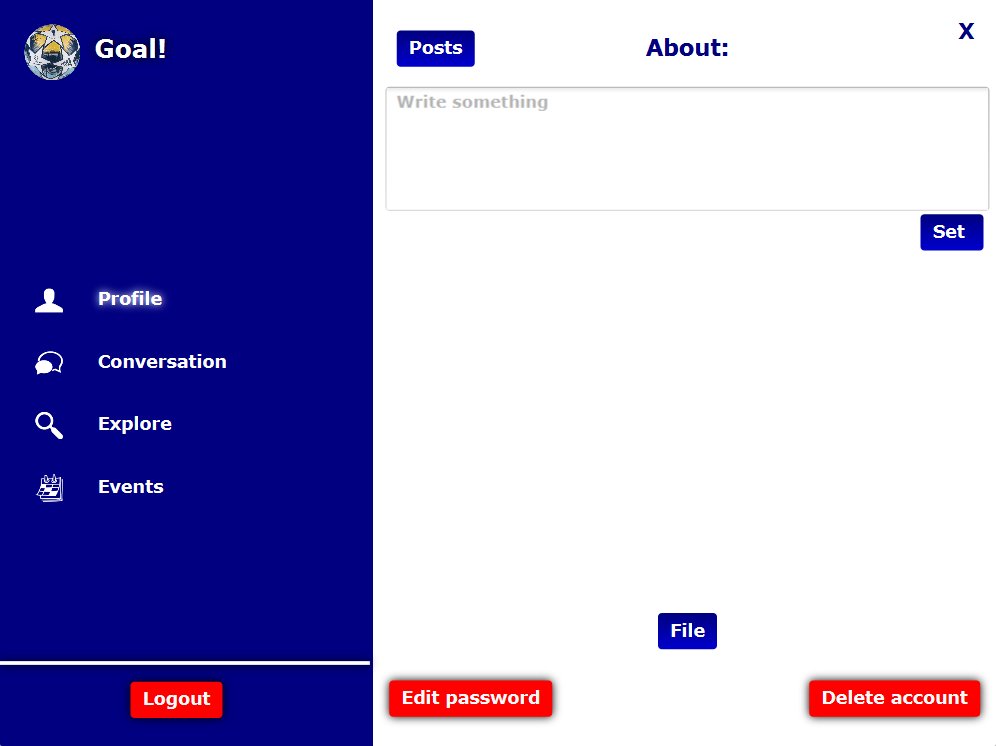 Goal!
Profile
Conversation
Explore
Events
Logout
Posts
About:
X
Write something
Set
File
Edit password
Delete account